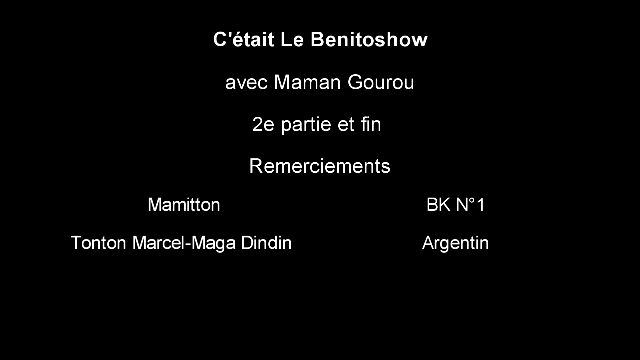 C'était Le Benitoshow
avec Maman Gourou
2e partie et fin
Remerciements
Mamitton BK N°1
Tonton Marcel-Maga Dindin Argentin